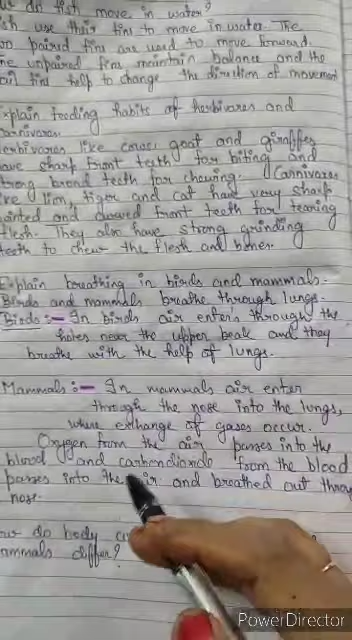 do fish move in water?
use their fins to move in water. The
paired fins are used to move forward.
unpaired fins maintain balance and the
fins help to change the direction of movement
Explain feeding habits of herbivores and
carnivores.
herbivores like cows, goat and giraffes
have sharp front teeth for biting and
strong broad teeth for chewing. Carnivores
like lion, tiger and cat have very sharp
pointed and curved front teeth for tearing
flesh. They also have strong grinding
teeth to chew the flesh and bones.
Explain breathing in birds and mammals.
Birds and mammals breathe through lungs.
Birds:- In birds air enters through the
holes near the upper beak and they
breathe with the help of lungs.
Mammals:- In mammals air enter
through the nose into the lungs,
where exchange of gases occur.
Oxygen from the air passes into the
blood and carbondioxide from the blood
passes into the air and breathed out throu
nose.
do body
mammals differ?
PowerDirector